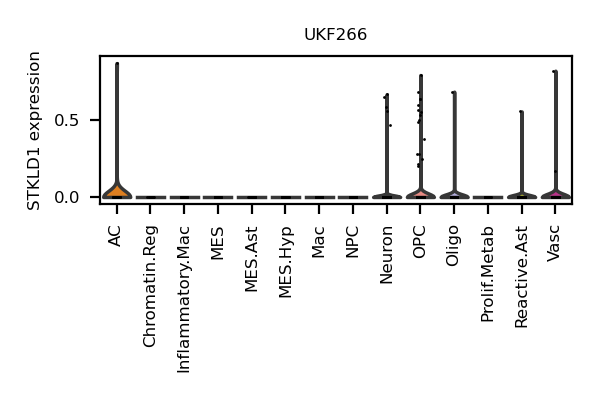 UKF266
STKLD1 expression
0.5
0.0
AC
Chromatin.Reg
Inflammatory.Mac
MES
MES.Ast
MES.Hyp
Mac
NPC
Neuron
OPC
Oligo
Prolif.Metab
Reactive.Ast
Vasc